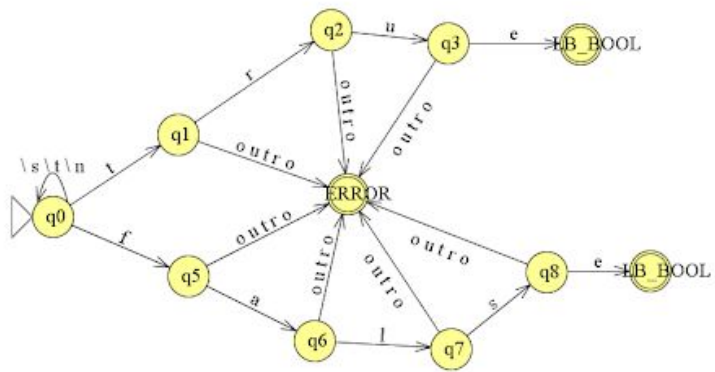 q2
u
q3
e
LB_BOOL
r
outro
outro
q1
outro
\s\t\n
t
ERROR
q0
f
outro
outro
q5
outro
outro
q8
e
LB_BOOL
a
s
q6
l
q7